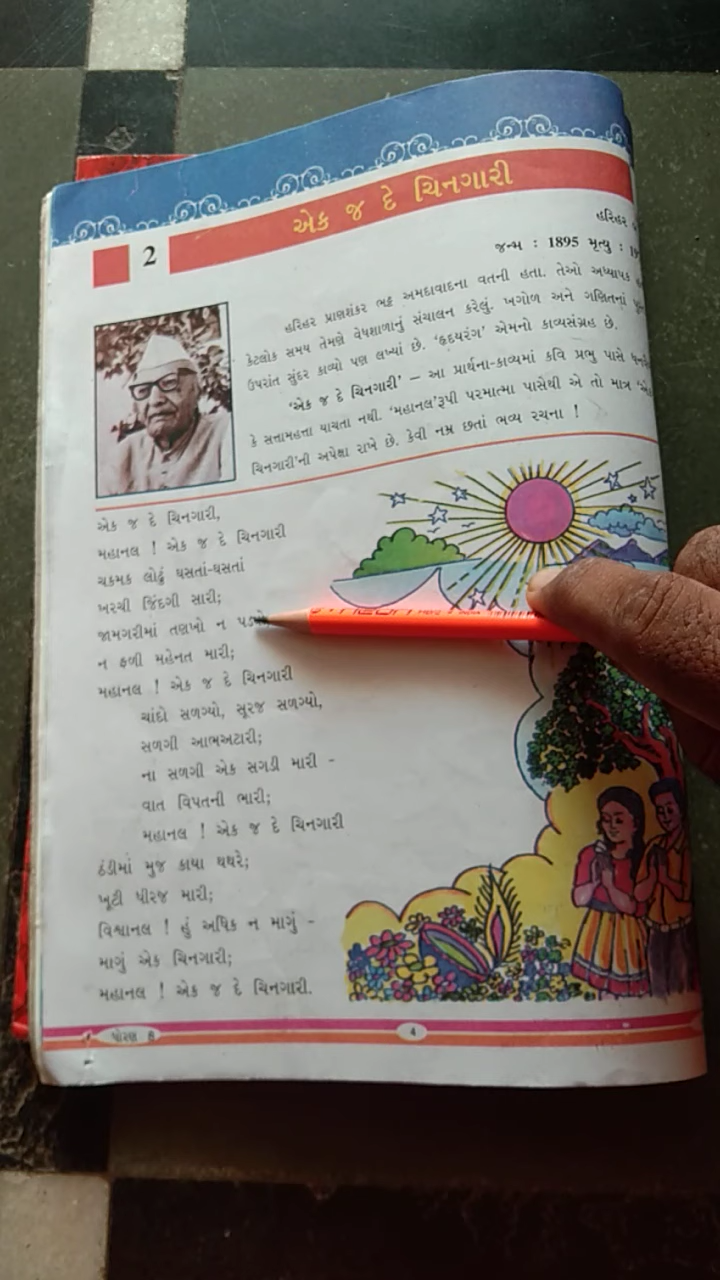 2
એક જ દે ચિનગારી
હરિહર
જન્મ : 1895 મૃત્યુ :
હરિહર પ્રાણશંકર ભટ્ટ અમદાવાદના વતની હતા. તેઓ અધ્યાપક
કેટલોક સમય તેમણે વેધશાળાનું સંચાલન કરેલું. ખગોળ અને ગણિતનાં
ઉપરાંત સુંદર કાવ્યો પણ લખ્યાં છે. ‘હૃદયરંગ’ એમનો કાવ્યસંગ્રહ છે.
‘એક જ દે ચિનગારી’ – આ પ્રાર્થના-કાવ્યમાં કવિ પ્રભુ પાસે
કે સત્તામહત્તા યાચતા નથી. ‘મહાનલ’રૂપી પરમાત્મા પાસેથી એ તો માત્ર
ચિનગારી’ની અપેક્ષા રાખે છે. કેવી નમ્ર છતાં ભવ્ય રચના !
એક જ દે ચિનગારી,
મહાનલ ! એક જ દે ચિનગારી
ચકમક લોઢું ઘસતાં-ઘસતાં
ખરચી જિંદગી સારી;
જામગરીમાં તણખો ન
ન ફળી મહેનત મારી;
મહાનલ ! એક જ દે ચિનગારી
ચાંદો સળગ્યો, સૂરજ સળગ્યો,
સળગી આભઅટારી;
ના સળગી એક સગડી મારી -
વાત વિપતની ભારી;
મહાનલ ! એક જ દે ચિનગારી
ઠંડીમાં મુજ કાયા થથરે;
ખૂટી ધીરજ મારી;
વિશ્વાનલ ! હું અધિક ન માગું -
માગું એક ચિનગારી;
મહાનલ ! એક જ દે ચિનગારી.
ધોરણ 8
4